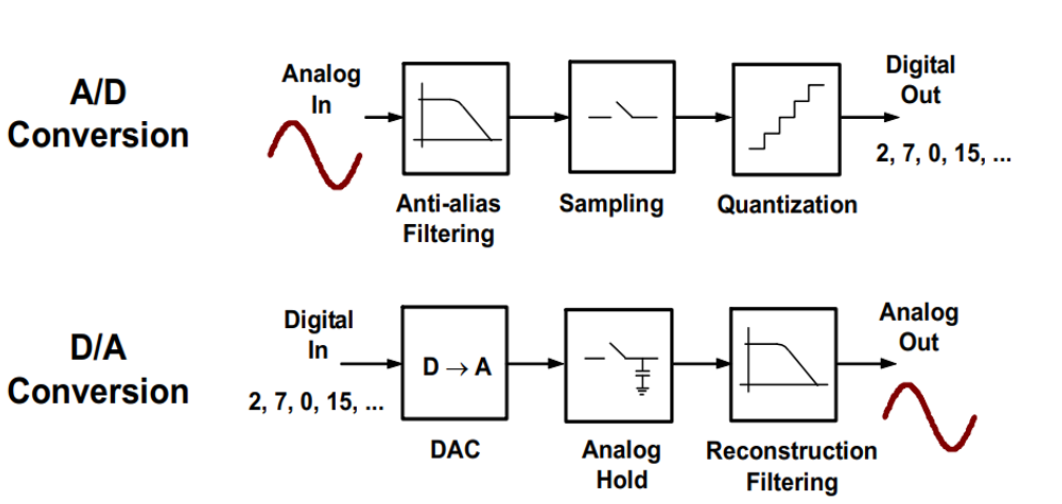 A/D
Conversion
Analog
In
Digital
Out
2, 7, 0, 15, ...
Anti-alias
Filtering
Sampling
Quantization
D/A
Conversion
Digital
In
2, 7, 0, 15, ...
D → A
Analog
Out
DAC
Analog
Hold
Reconstruction
Filtering